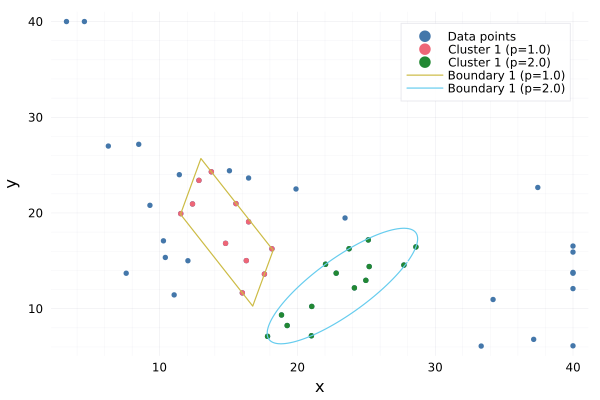 40
30
20
10
y
10
20
30
40
x
Data points
Cluster 1 (p=1.0)
Cluster 1 (p=2.0)
Boundary 1 (p=1.0)
Boundary 1 (p=2.0)